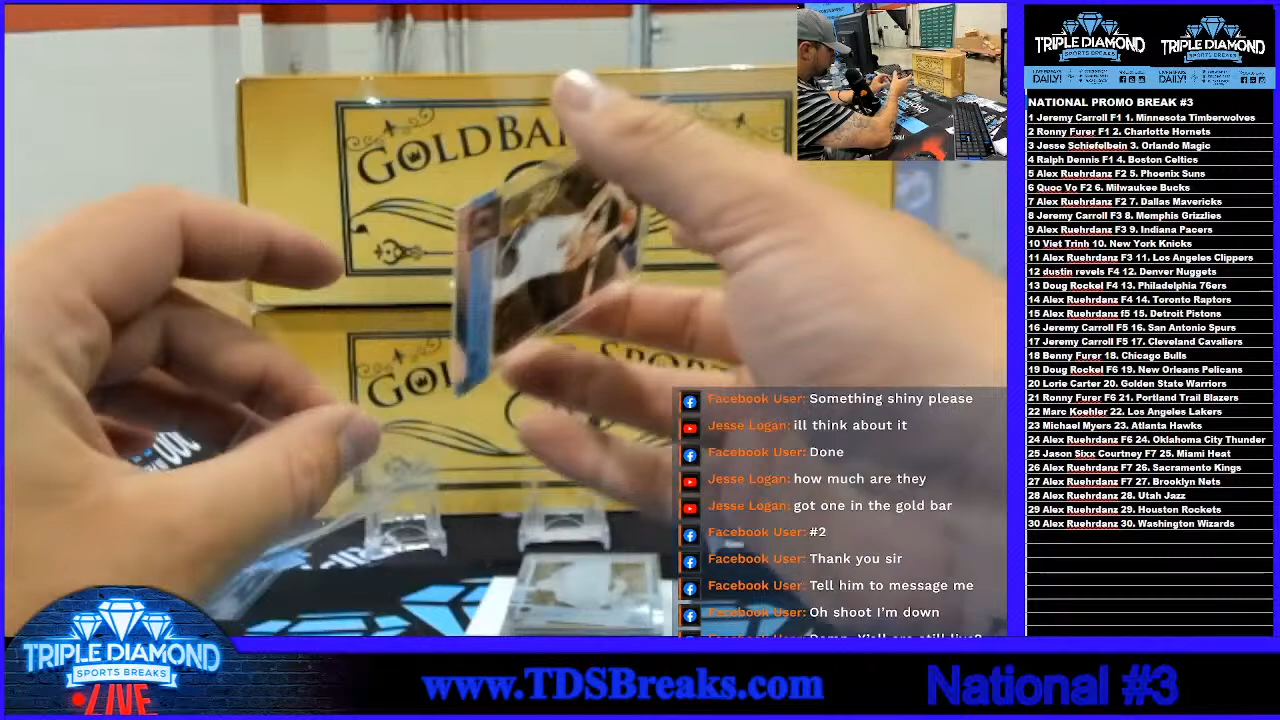 GOLDBAR
GOLD
SPORT
TRIPLE DIAMOND
SPORTS BREAKS
TRIPLE DIAMOND
SPORTS BREAKS
LIVE BREAKS
DAILY!
LIVE BREAKS
DAILY!
NATIONAL PROMO BREAK #3
1 Jeremy Carroll F1 1. Minnesota Timberwolves
2 Ronny Furer F1 2. Charlotte Hornets
3 Jesse Schiefelbein 3. Orlando Magic
4 Ralph Dennis F1 4. Boston Celtics
5 Alex Ruehrdanz F2 5. Phoenix Suns
6 Quoc Vo F2 6. Milwaukee Bucks
7 Alex Ruehrdanz F2 7. Dallas Mavericks
8 Jeremy Carroll F3 8. Memphis Grizzlies
9 Alex Ruehrdanz F3 9. Indiana Pacers
10 Viet Trinh 10. New York Knicks
11 Alex Ruehrdanz F3 11. Los Angeles Clippers
12 dustin revels F4 12. Denver Nuggets
13 Doug Rockel F4 13. Philadelphia 76ers
14 Alex Ruehrdanz F4 14. Toronto Raptors
15 Alex Ruehrdanz f5 15. Detroit Pistons
16 Jeremy Carroll F5 16. San Antonio Spurs
17 Jeremy Carroll F5 17. Cleveland Cavaliers
18 Benny Furer 18. Chicago Bulls
19 Doug Rockel F6 19. New Orleans Pelicans
20 Lorie Carter 20. Golden State Warriors
21 Ronny Furer F6 21. Portland Trail Blazers
22 Marc Koehler 22. Los Angeles Lakers
23 Michael Myers 23. Atlanta Hawks
24 Alex Ruehrdanz F6 24. Oklahoma City Thunder
25 Jason Sixx Courtney F7 25. Miami Heat
26 Alex Ruehrdanz F7 26. Sacramento Kings
27 Alex Ruehrdanz F7 27. Brooklyn Nets
28 Alex Ruehrdanz 28. Utah Jazz
29 Alex Ruehrdanz 29. Houston Rockets
30 Alex Ruehrdanz 30. Washington Wizards
Facebook User: Something shiny please
Jesse Logan: ill think about it
Facebook User: Done
Jesse Logan: how much are they
Jesse Logan: got one in the gold bar
Facebook User: #2
Facebook User: Thank you sir
Facebook User: Tell him to message me
Facebook User: Oh shoot I'm down
TRIPLE DIAMOND
SPORTS BREAKS
LIVE
www.TDSBreaks.com
National #3